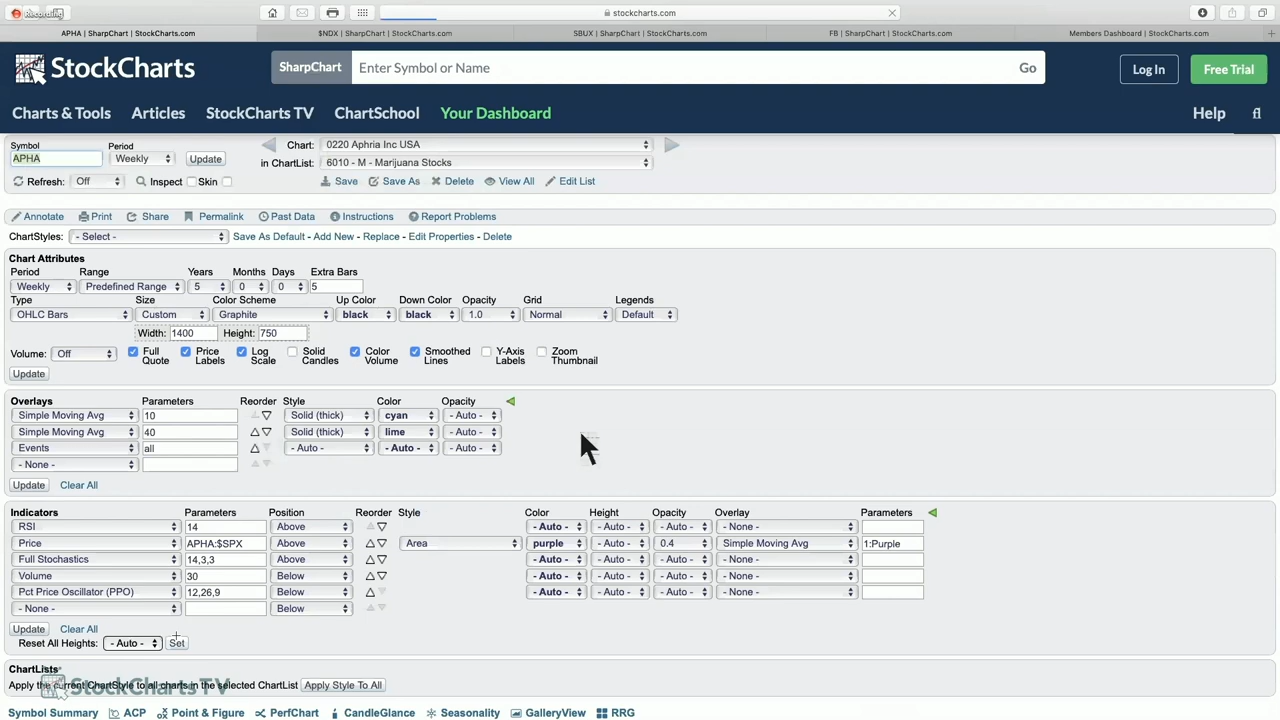 Recording
stockcharts.com
APHA | SharpChart | StockCharts.com
$NDX | SharpChart | StockCharts.com
SBUX | SharpChart | StockCharts.com
FB | SharpChart | StockCharts.com
Members Dashboard | StockCharts.com
StockCharts
SharpChart Enter Symbol or Name Go
Log In
Free Trial
Charts & Tools Articles StockCharts TV ChartSchool Your Dashboard Help
Symbol Period
APHA Weekly Update
Chart: 0220 Aphria Inc USA
in ChartList: 6010 - M - Marijuana Stocks
Refresh: Off Inspect Skin
Save Save As Delete View All Edit List
Annotate Print Share Permalink Past Data Instructions Report Problems
ChartStyles: - Select - Save As Default - Add New - Replace - Edit Properties - Delete
Chart Attributes
Period Range Years Months Days Extra Bars
Weekly Predefined Range 5 0 0 5
Type Size Color Scheme Up Color Down Color Opacity Grid Legends
OHLC Bars Custom Graphite black black 1.0 Normal Default
Width: 1400 Height: 750
Volume: Off Full Quote Price Labels Log Scale Solid Candles Color Volume Smoothed Lines Y-Axis Labels Zoom Thumbnail
Update
Overlays Parameters Reorder Style Color Opacity
Simple Moving Avg 10 Solid (thick) cyan - Auto -
Simple Moving Avg 40 Solid (thick) lime - Auto -
Events all - Auto - - Auto - - Auto -
- None -
Update Clear All
Indicators Parameters Position Reorder Style Color Height Opacity Overlay Parameters
RSI 14 Above - Auto - - Auto - - Auto - - None -
Price APHA:$SPX Above Area purple - Auto - 0.4 Simple Moving Avg 1:Purple
Full Stochastics 14,3,3 Above - Auto - - Auto - - Auto - - None -
Volume 30 Below - Auto - - Auto - - Auto - - None -
Pct Price Oscillator (PPO) 12,26,9 Below - Auto - - Auto - - Auto - - None -
- None - Below
Update Clear All
Reset All Heights: - Auto - Set
ChartLists
Apply the current ChartStyle to all charts in the selected ChartList Apply Style To All
StockCharts TV
Symbol Summary ACP Point & Figure PerfChart CandleGlance Seasonality GalleryView RRG